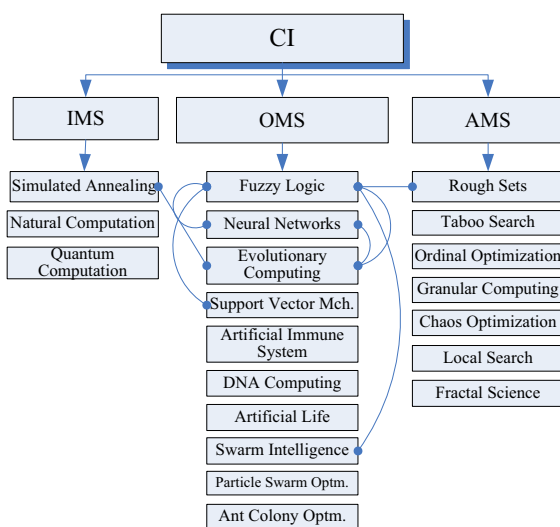 CI
IMS
OMS
AMS
Simulated Annealing
Natural Computation
Quantum
Computation
Fuzzy Logic
Neural Networks
Evolutionary
Computing
Support Vector Mch.
Artificial Immune
System
DNA Computing
Artificial Life
Swarm Intelligence
Particle Swarm Optm.
Ant Colony Optm.
Rough Sets
Taboo Search
Ordinal Optimization
Granular Computing
Chaos Optimization
Local Search
Fractal Science